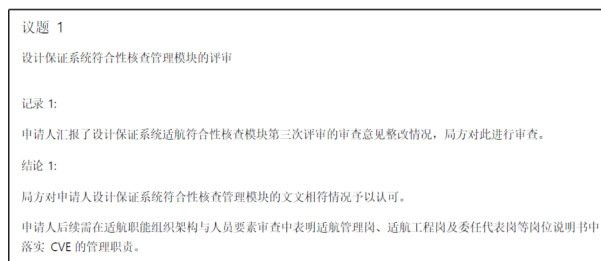 议题 1
设计保证系统符合性核查管理模块的评审
记录 1:
申请人汇报了设计保证系统适航符合性核查模块第三次评审的审查意见整改情况，局方对此进行审查。
结论 1:
局方对申请人设计保证系统符合性核查管理模块的文文相符情况予以认可。
申请人后续需在适航职能组织架构与人员要素审查中表明适航管理岗、适航工程岗及委任代表岗等岗位说明书中
落实 CVE 的管理职责。